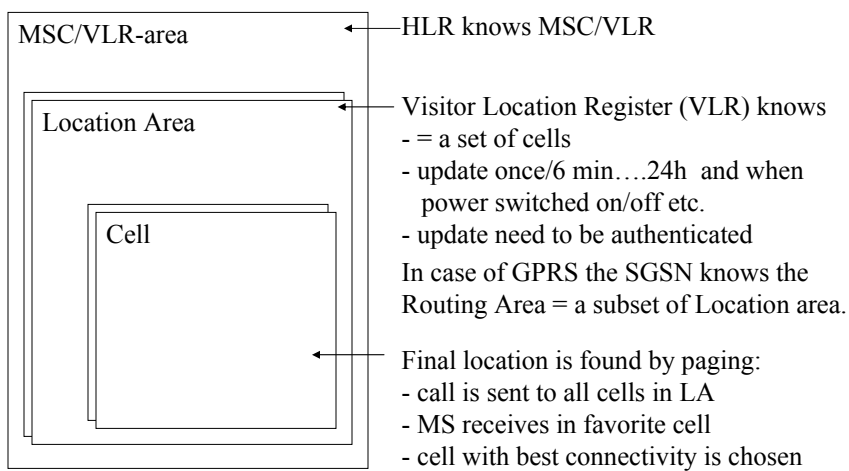 MSC/VLR-area
HLR knows MSC/VLR
Location Area
Visitor Location Register (VLR) knows
- = a set of cells
- update once/6 min….24h and when
power switched on/off etc.
- update need to be authenticated
In case of GPRS the SGSN knows the
Routing Area = a subset of Location area.
Cell
Final location is found by paging:
- call is sent to all cells in LA
- MS receives in favorite cell
- cell with best connectivity is chosen